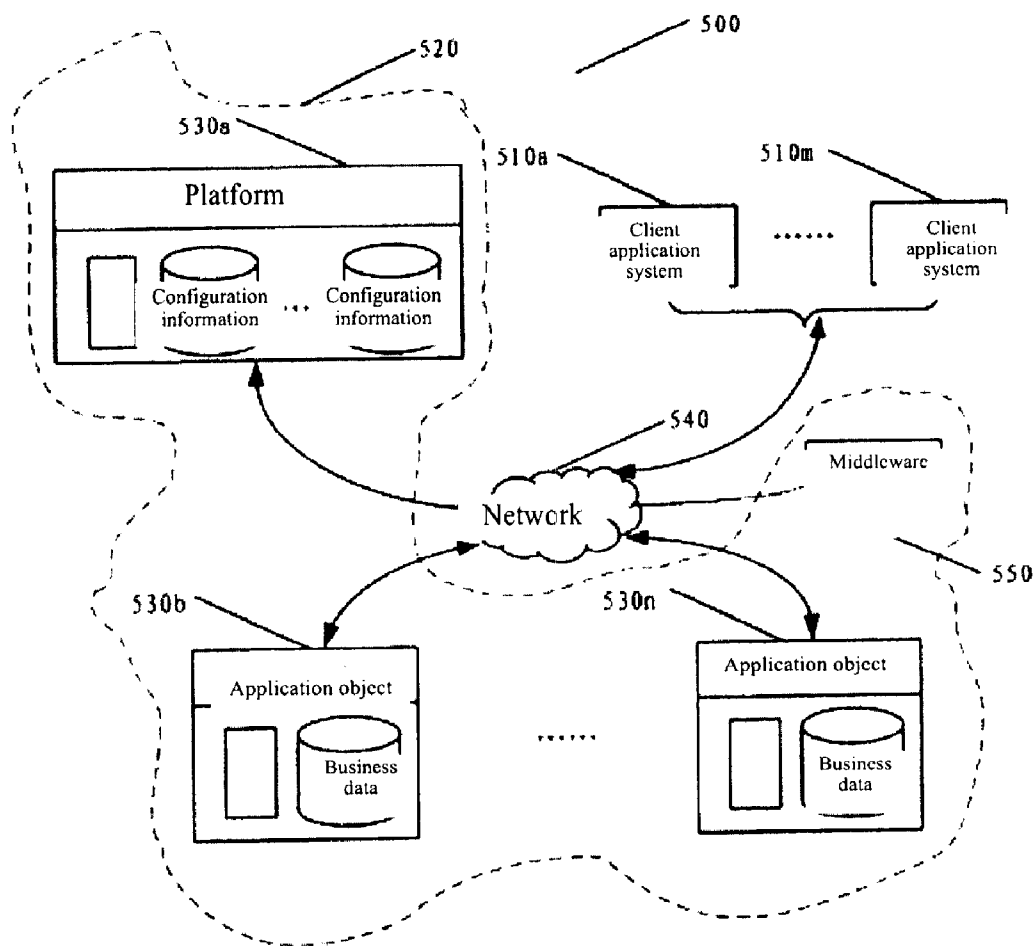 500
520
530a
510a
510m
Platform
Client
application
system
......
Client
application
system
Configuration
information
...
Configuration
information
540
Middleware
Network
550
530b
530n
Application object
Application object
Business
data
......
Business
data